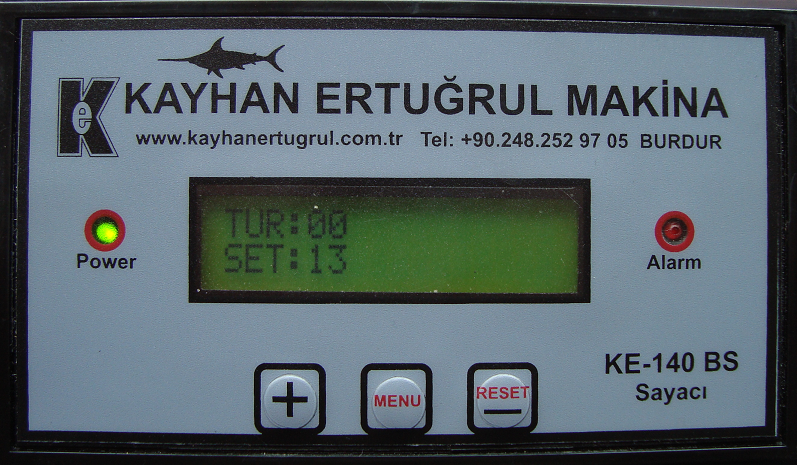 Ke KAYHAN ERTUĞRUL MAKİNA
www.kayhanertugrul.com.tr Tel: +90.248.252 97 05 BURDUR
TUR:00
SET:13
Power
Alarm
KE-140 BS
Sayacı
+
MENU
RESET
–